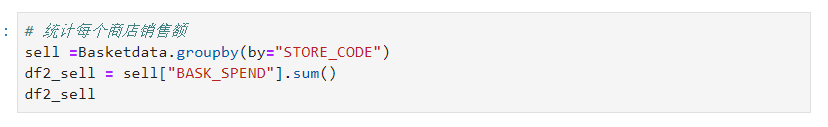 :
# 统计每个商店销售额
sell =Basketdata.groupby(by="STORE_CODE")
df2_sell = sell["BASK_SPEND"].sum()
df2_sell